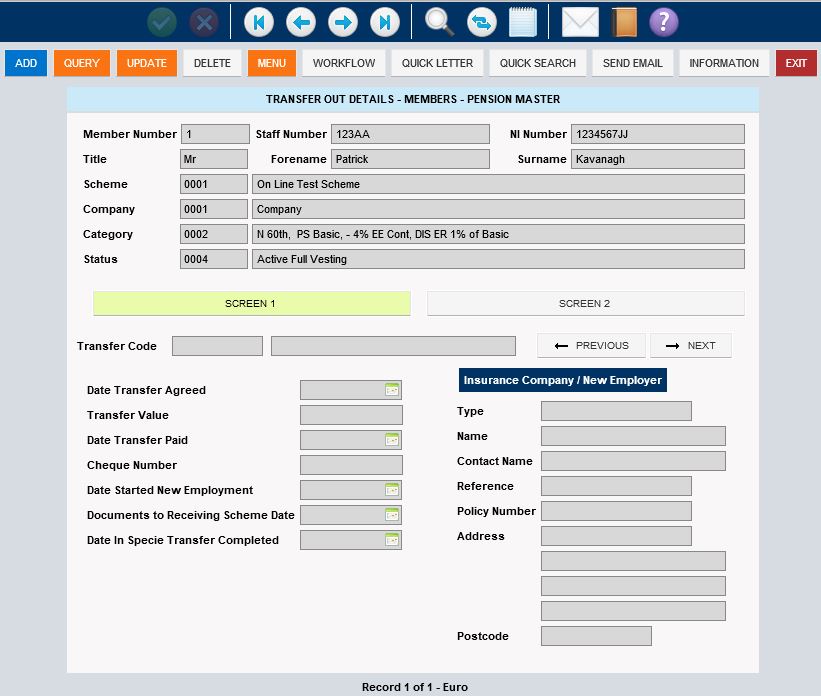 ?
ADD QUERY UPDATE DELETE MENU WORKFLOW QUICK LETTER QUICK SEARCH SEND EMAIL INFORMATION EXIT
TRANSFER OUT DETAILS - MEMBERS - PENSION MASTER
Member Number 1 Staff Number 123AA NI Number 1234567JJ
Title Mr Forename Patrick Surname Kavanagh
Scheme 0001 On Line Test Scheme
Company 0001 Company
Category 0002 N 60th, PS Basic, - 4% EE Cont, DIS ER 1% of Basic
Status 0004 Active Full Vesting
SCREEN 1 SCREEN 2
Transfer Code PREVIOUS NEXT
Insurance Company / New Employer
Date Transfer Agreed
Transfer Value
Date Transfer Paid
Cheque Number
Date Started New Employment
Documents to Receiving Scheme Date
Date In Specie Transfer Completed
Type
Name
Contact Name
Reference
Policy Number
Address
Postcode
Record 1 of 1 - Euro